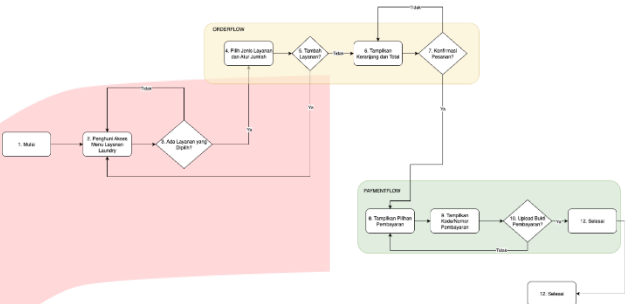 ORDERFLOW
Tidak
4. Pilih Jenis Layanan
dan Atur Jumlah
5. Tambah
Layanan?
Tidak
6. Tampilkan
Keranjang dan Total
7. Konfirmasi
Pesanan?
Tidak
Ya
Ya
Ya
1. Mulai
2. Penghuni Akses
Menu Layanan
Laundry
3. Ada Layanan yang
Dipilih?
PAYMENTFLOW
8. Tampilkan Pilihan
Pembayaran
9. Tampilkan
Kode/Nomor
Pembayaran
10. Upload Bukti
Pembayaran?
Ya
12. Selesai
Tidak
12. Selesai